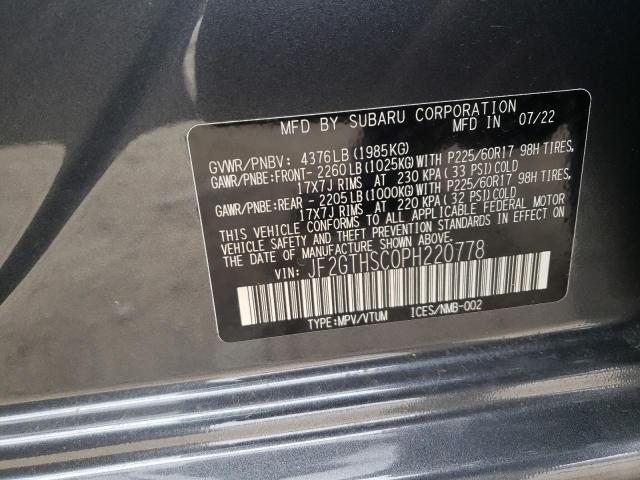 MFD BY SUBARU CORPORATION
MFD IN 07/22
GVWR/PNBV: 4376LB(1985KG)
GAWR/PNBE:FRONT- 2260LB(1025KG)WITH P225/60R17 98H TIRES,
17X7J RIMS AT 230 KPA(33 PSI)COLD
GAWR/PNBE:REAR - 2205LB(1000KG)WITH P225/60R17 98H TIRES,
17X7J RIMS AT 220 KPA(32 PSI)COLD
THIS VEHICLE CONFORMS TO ALL APPLICABLE FEDERAL MOTOR
VEHICLE SAFETY AND THEFT PREVENTION STANDARDS IN EFFECT ON
THE DATE OF MANUFACTURE SHOWN ABOVE.
VIN: JF2GTHSC0PH220778
TYPE:MPV/VTUM ICES/NMB-002